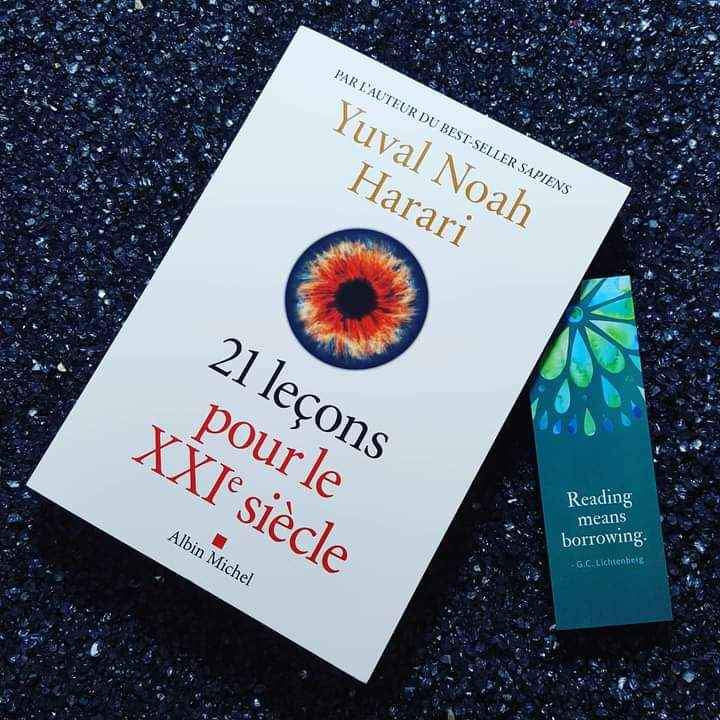 PAR L'AUTEUR DU BEST-SELLER SAPIENS
Yuval Noah
Harari
21 leçons
pour le
XXIe siècle
Albin Michel
Reading
means
borrowing.
- G.C. Lichtenberg